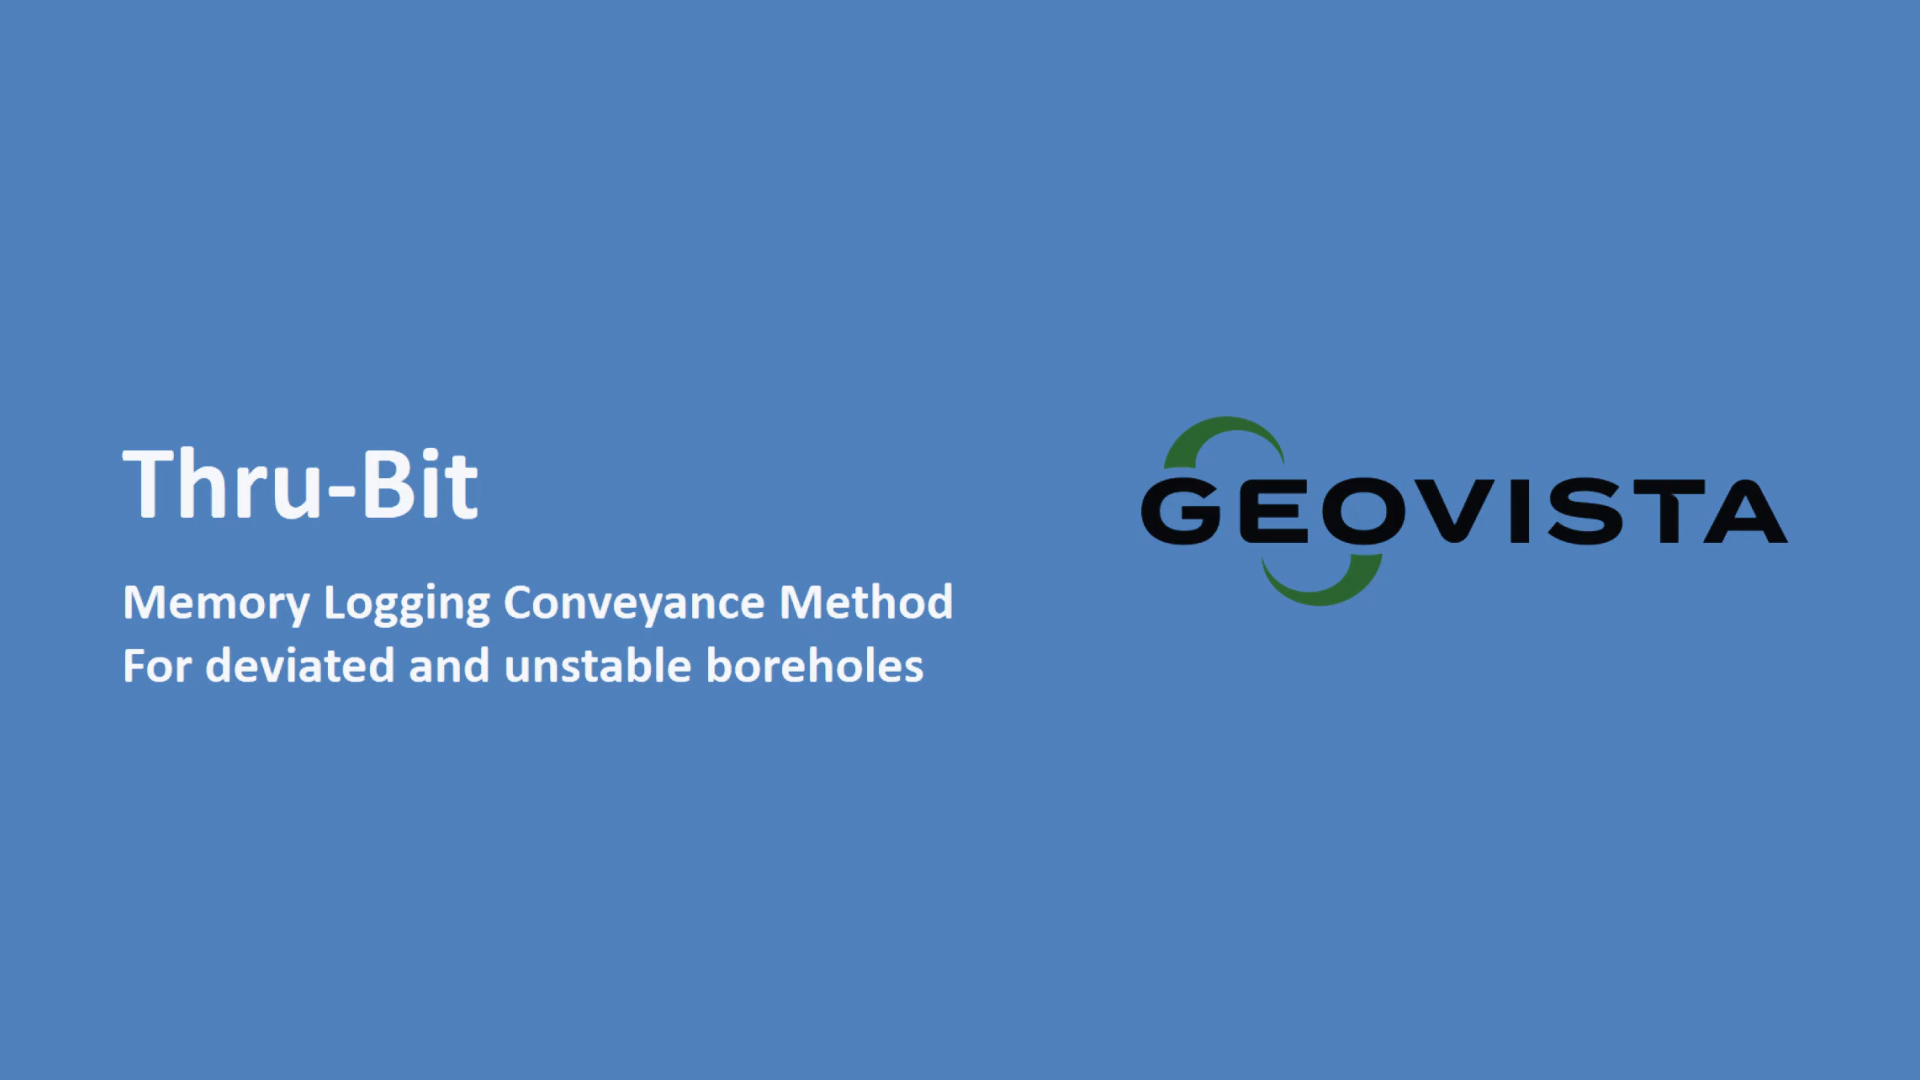 Thru-Bit
Memory Logging Conveyance Method
For deviated and unstable boreholes
GEOVISTA